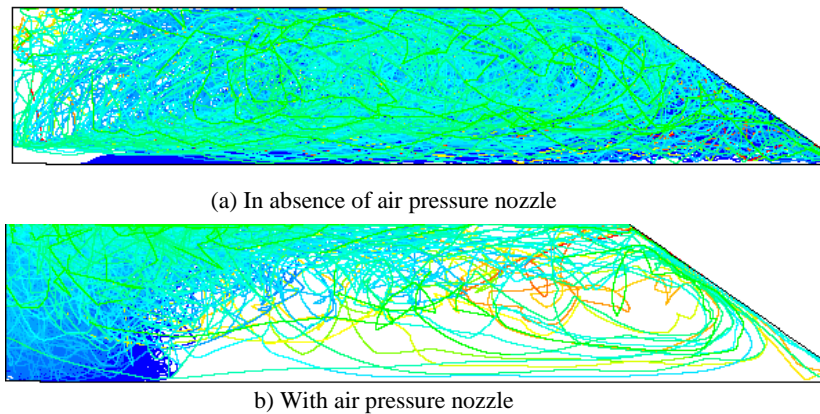 (a) In absence of air pressure nozzle
b) With air pressure nozzle